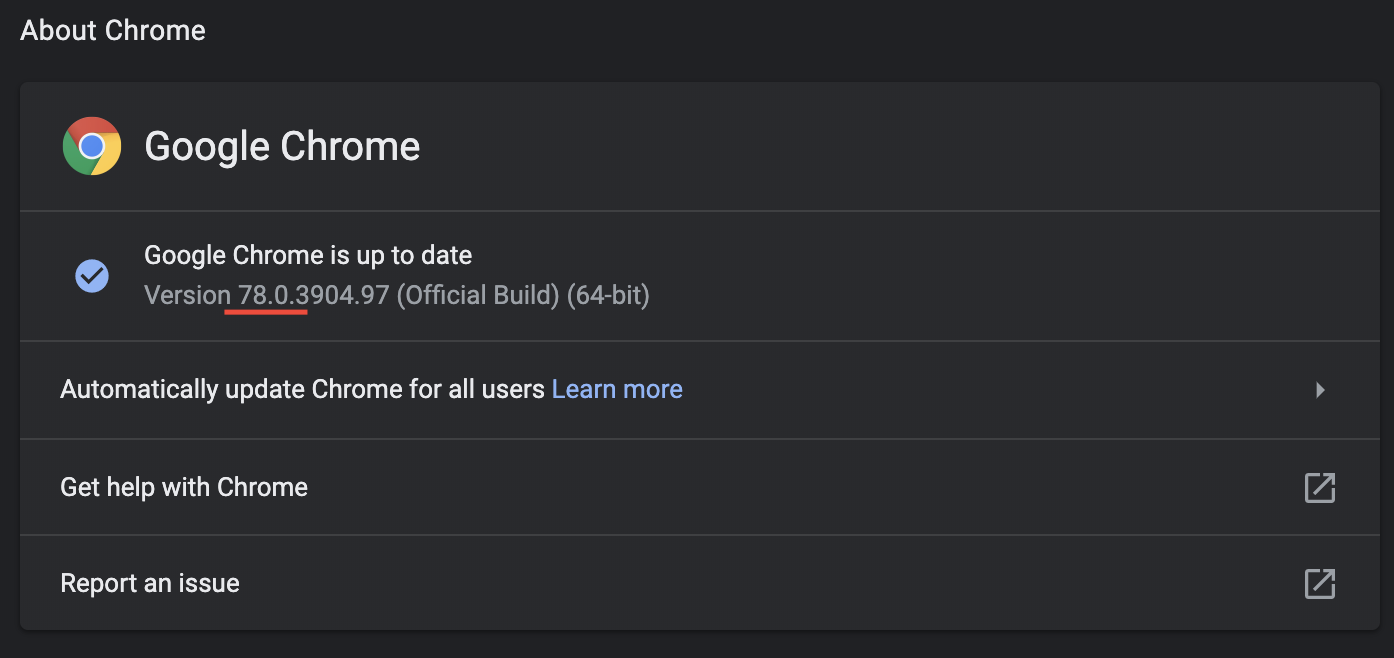 About Chrome
Google Chrome
Google Chrome is up to date
Version 78.0.3904.97 (Official Build) (64-bit)
Automatically update Chrome for all users Learn more
Get help with Chrome
Report an issue